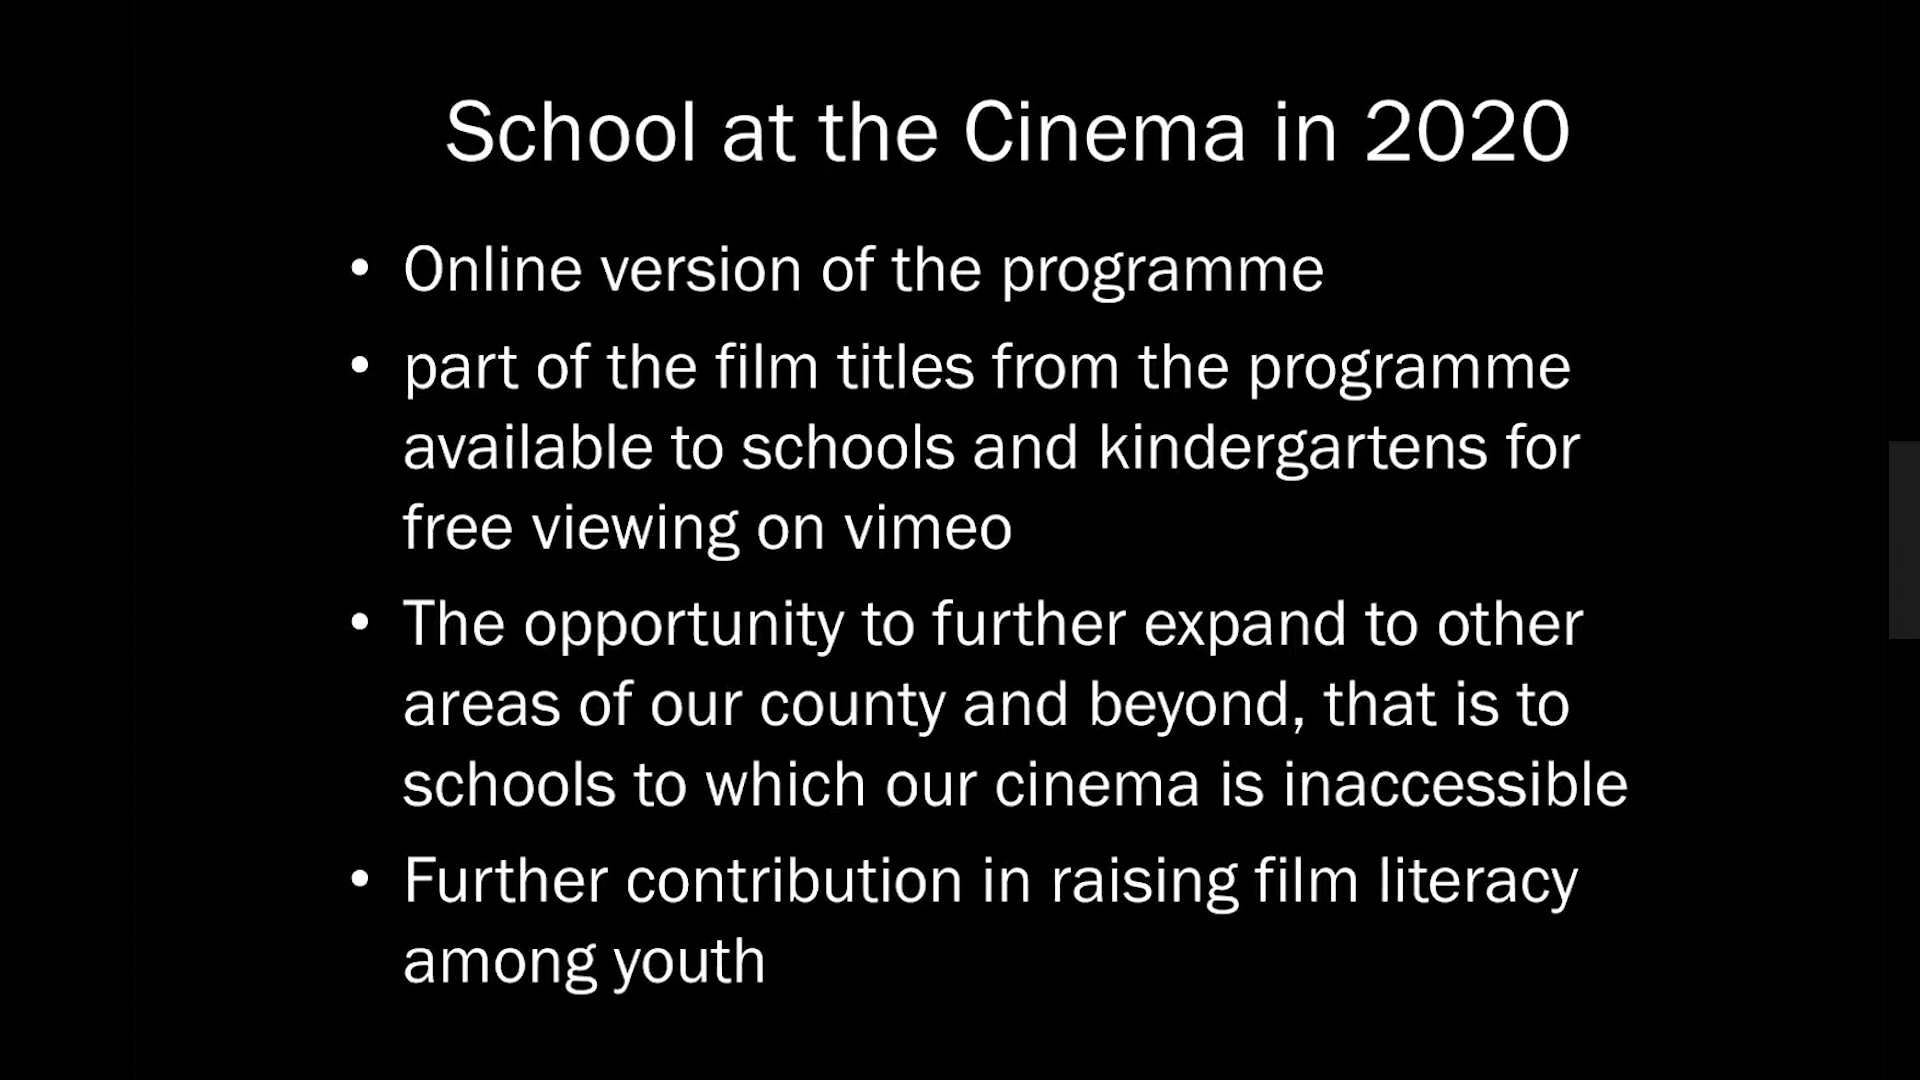 School at the Cinema in 2020
• Online version of the programme
• part of the film titles from the programme
available to schools and kindergartens for
free viewing on vimeo
• The opportunity to further expand to other
areas of our county and beyond, that is to
schools to which our cinema is inaccessible
• Further contribution in raising film literacy
among youth